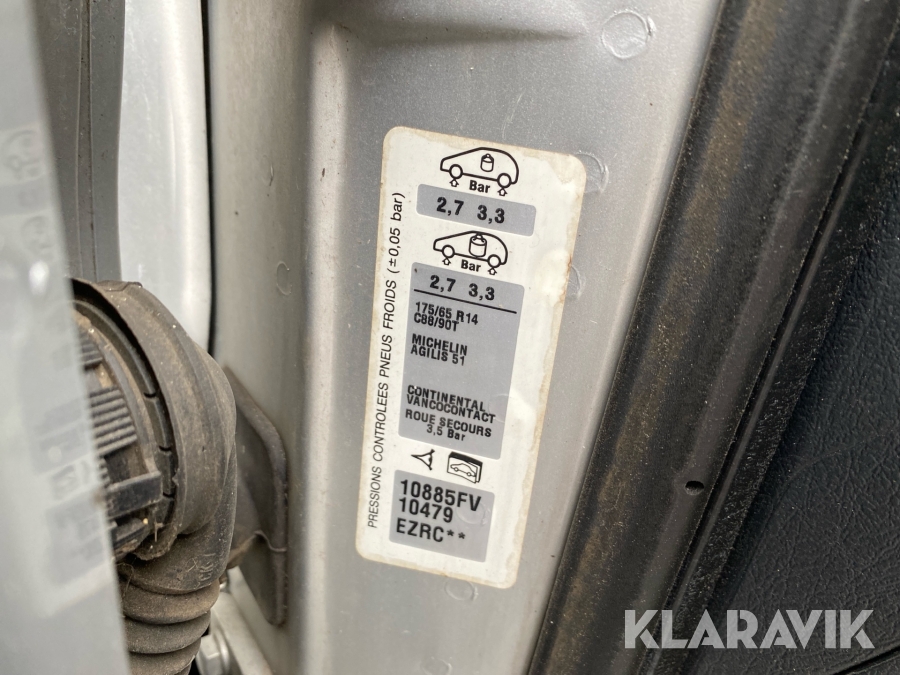 Bar
2,7 3,3
Bar
2,7 3,3
175/65 R14
C88/90T
MICHELIN
AGILIS 51
CONTINENTAL
VANCOCONTACT
ROUE SECOURS
3,5 Bar
10885FV
10479
EZRC**
PRESSIONS CONTROLEES PNEUS FROIDS (±0,05 bar)
KLARAVIK